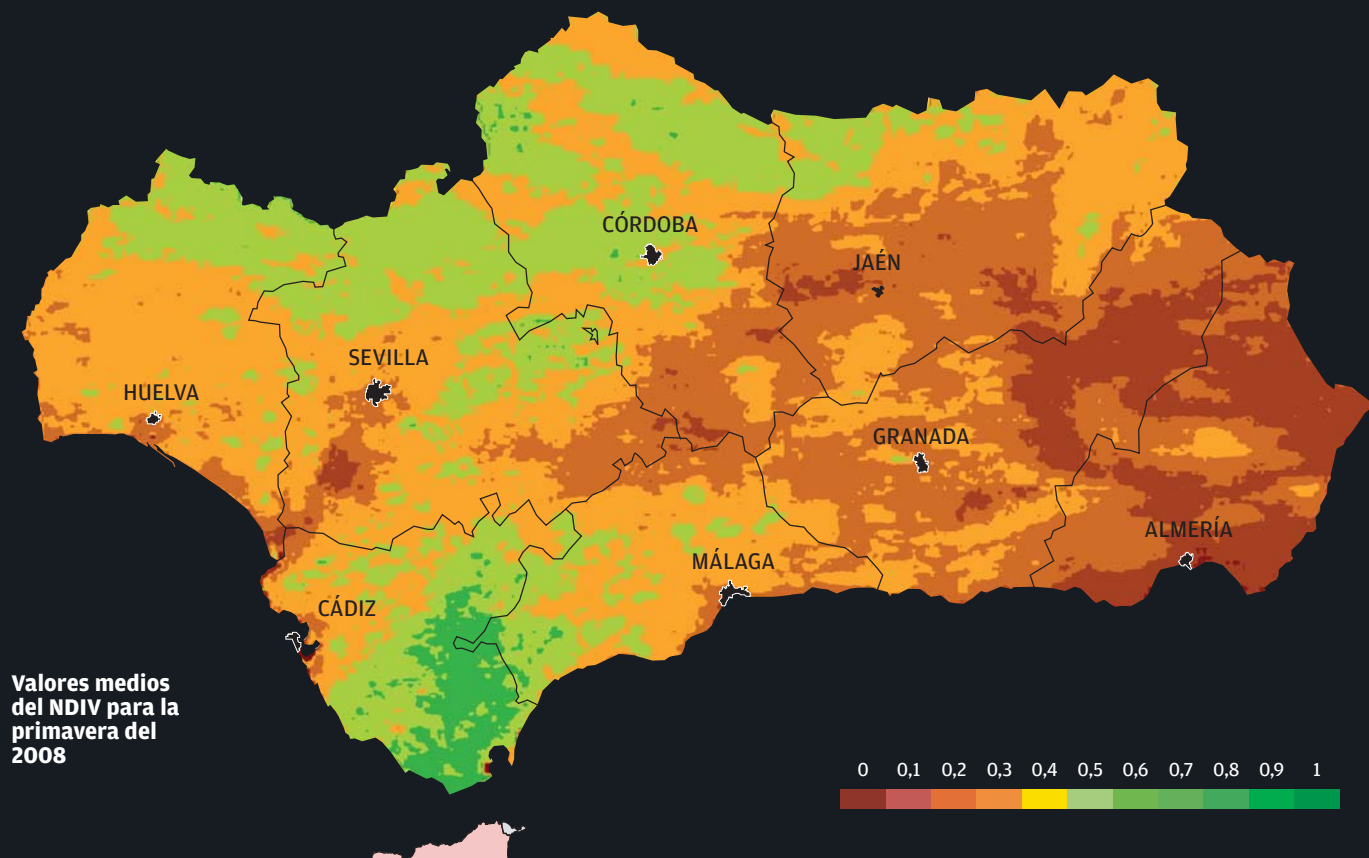 CÓRDOBA
JAÉN
SEVILLA
HUELVA
GRANADA
ALMERÍA
MÁLAGA
CÁDIZ
Valores medios
del NDIV para la
primavera del
2008
0 0,1 0,2 0,3 0,4 0,5 0,6 0,7 0,8 0,9 1